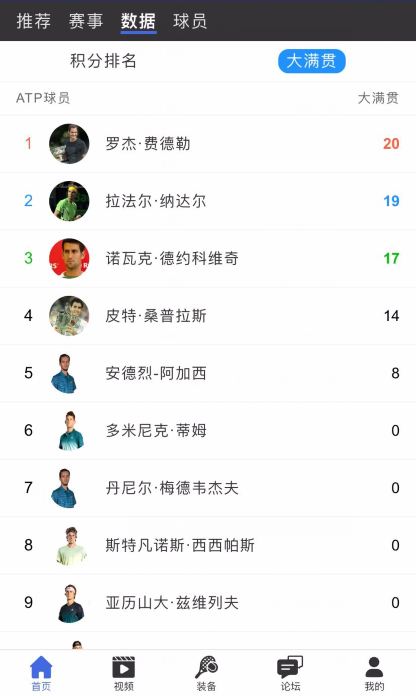 推荐 赛事 数据 球员
积分排名 大满贯
ATP球员 大满贯
1 罗杰·费德勒 20
2 拉法尔·纳达尔 19
3 诺瓦克·德约科维奇 17
4 皮特·桑普拉斯 14
5 安德烈-阿加西 8
6 多米尼克·蒂姆 0
7 丹尼尔·梅德韦杰夫 0
8 斯特凡诺斯·西西帕斯 0
9 亚历山大·兹维列夫 0
首页 视频 装备 论坛 我的